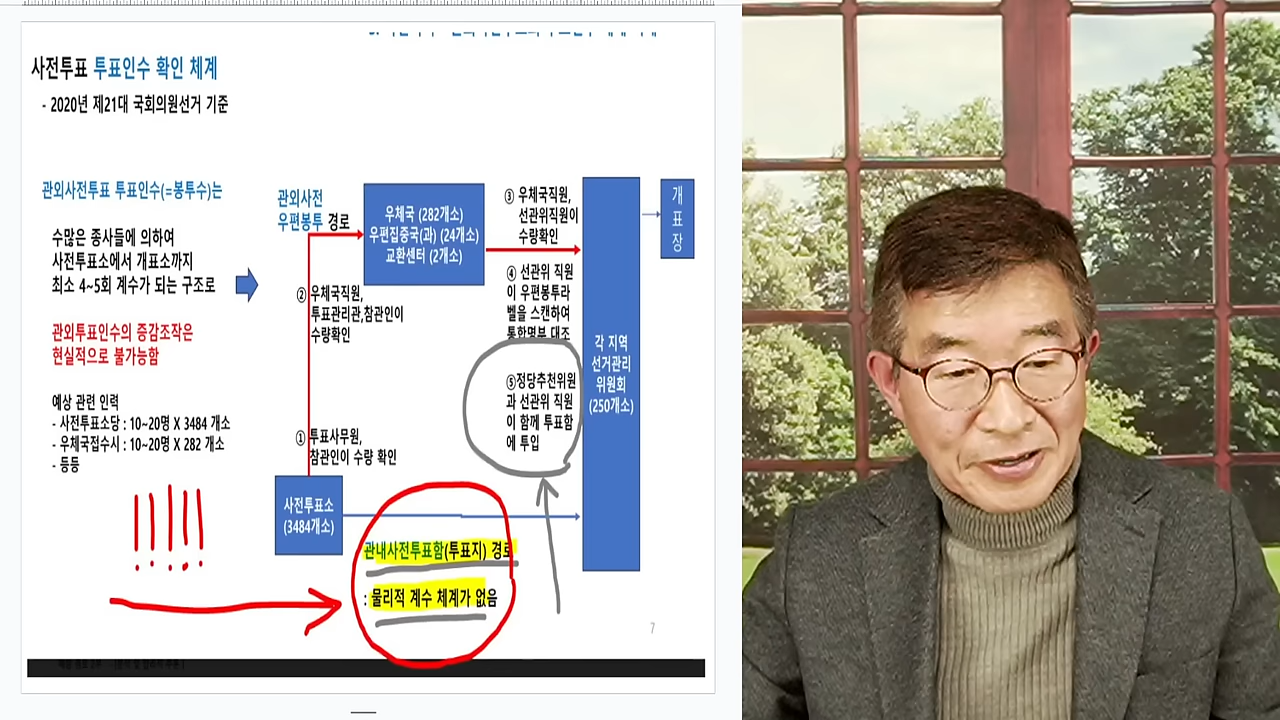 사전투표 투표인수 확인 체계
- 2020년 제21대 국회의원선거 기준
관외사전투표 투표인수(=봉투수)는
수많은 종사들에 의하여
사전투표소에서 개표소까지
최소 4~5회 계수가 되는 구조로
관외투표인수의 증감조작은
현실적으로 불가능함
예상 관련 인력
- 사전투표소당 : 10~20명 X 3484 개소
- 우체국접수시 : 10~20명 X 282 개소
- 등등
관외사전
우편봉투 경로
우체국 (282개소)
우편집중국(과) (24개소)
교환센터 (2개소)
② 우체국직원,
투표관리관,참관인이
수량확인
① 투표사무원,
참관인이 수량 확인
사전투표소
(3484개소)
③ 우체국직원,
선관위직원이
수량확인
④ 선관위 직원
이 우편봉투라
벨을 스캔하여
통합명부 대조
⑤정당추천위원
과 선관위 직원
이 함께 투표함
에 투입
각 지역
선거관리
위원회
(250개소)
개
표
장
관내사전투표함(투표지) 경로
: 물리적 계수 체계가 없음
7